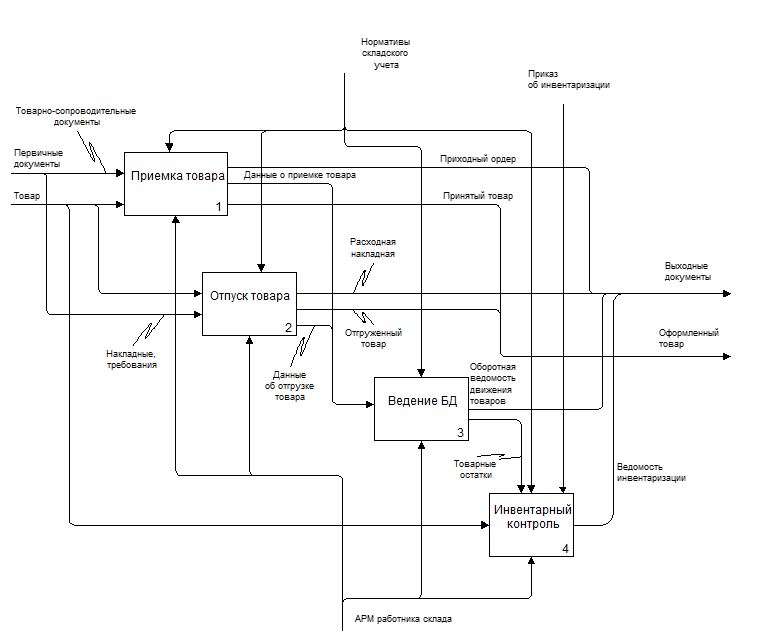 Нормативы
складского
учета
Приказ
об инвентаризации
Товарно-сопроводительные
документы
Первичные
документы
Приемка товара
1
Приходный ордер
Данные о приемке товара
Товар
Принятый товар
Расходная
накладная
Выходные
документы
Отпуск товара
2
Отгруженный
товар
Оформленный
товар
Накладные,
требования
Данные
об отгрузке
товара
Оборотная
ведомость
движения
товаров
Ведение БД
3
Товарные
остатки
Ведомость
инвентаризации
Инвентарный
контроль
4
АРМ работника склада